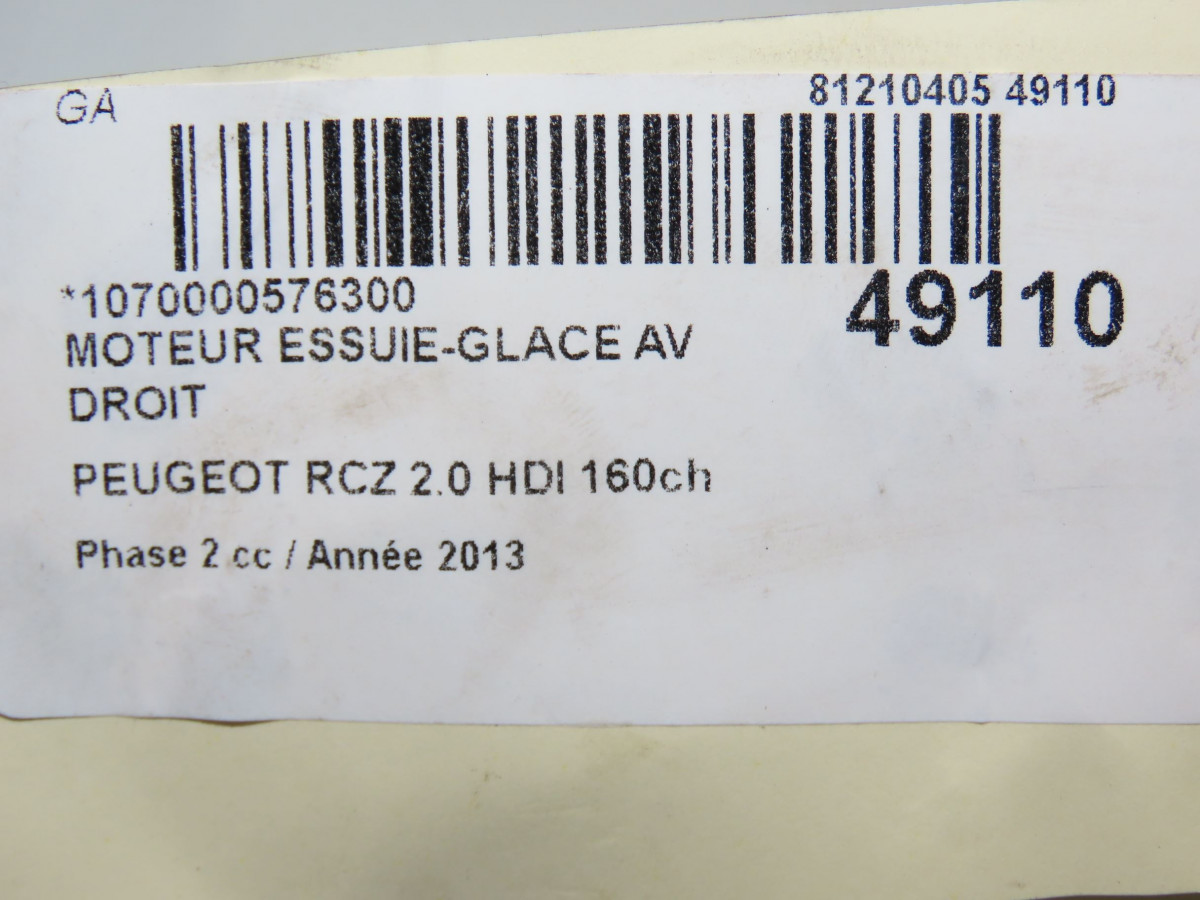 GA
81210405 49110
*1070000576300
49110
MOTEUR ESSUIE-GLACE AV
DROIT
PEUGEOT RCZ 2.0 HDI 160ch
Phase 2 cc / Année 2013